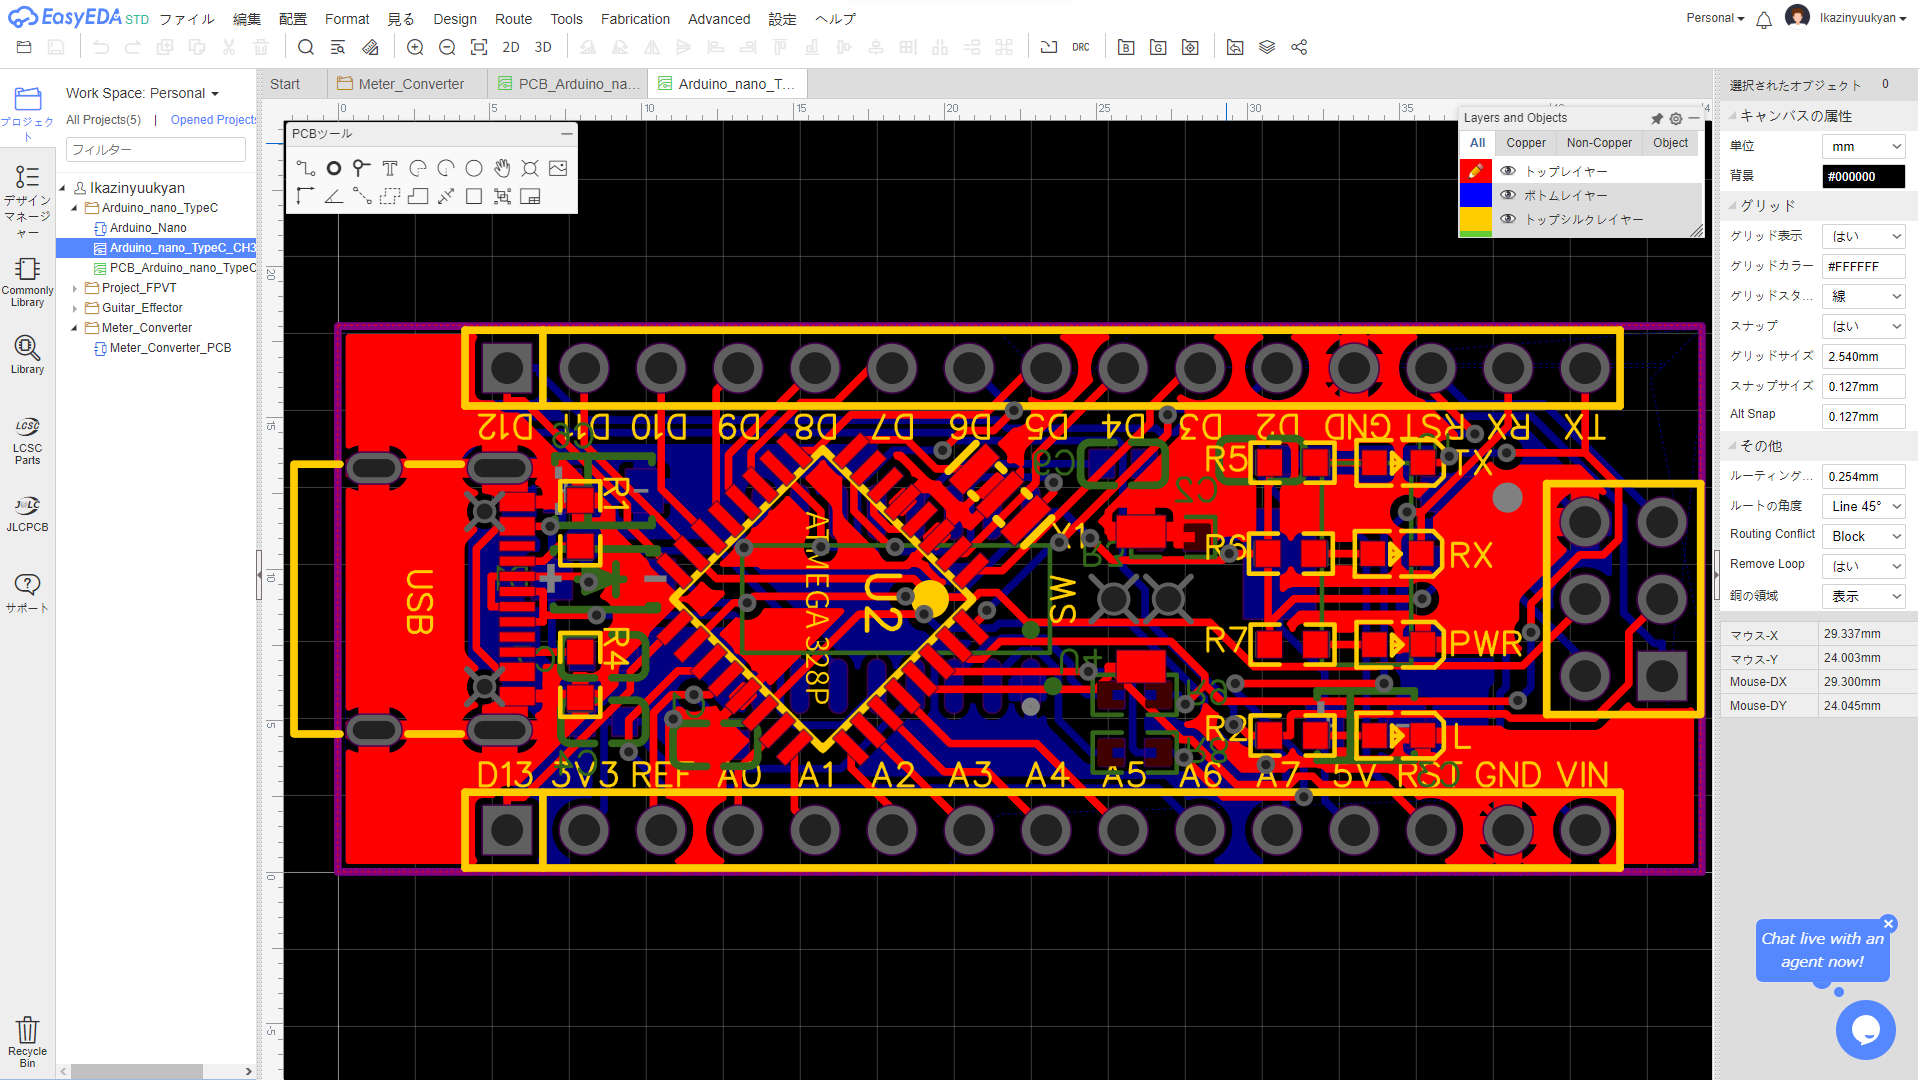 EasyEDA STD ファイル 編集 配置 Format 見る Design Route Tools Fabrication Advanced 設定 ヘルプ
Personal Ikazinyuukyan
2D 3D DRC
B G
Start Meter_Converter PCB_Arduino_na... Arduino_nano_T...
Work Space: Personal
All Projects(5) | Opened Projects
フィルター
プロジェクト
デザインマネージャー
Commonly Library
Library
LCSC
LCSC Parts
JLCPCB
サポート
Recycle Bin
Ikazinyuukyan
Arduino_nano_TypeC
Arduino_Nano
Arduino_nano_TypeC_CH3
PCB_Arduino_nano_TypeC
Project_FPVT
Guitar_Effector
Meter_Converter
Meter_Converter_PCB
0 5 10 15 20 25 30 35
20
15
10
5
0
-5
PCBツール
Layers and Objects
All Copper Non-Copper Object
トップレイヤー
ボトムレイヤー
トップシルクレイヤー
D12 D11 D10 D9 D8 D7 D6 D5 D4 D3 D2 GND RST RX TX
R5 TX
R1
C2
X1
R6 RX
USB
ATMEGA 328P
U2
SW
R4
R7 PWR
R2 L
D13 3V3 REF A0 A1 A2 A3 A4 A5 A6 A7 5V RST GND VIN
選択されたオブジェクト 0
キャンバスの属性
単位 mm
背景 #000000
グリッド
グリッド表示 はい
グリッドカラー #FFFFFF
グリッドスタ... 線
スナップ はい
グリッドサイズ 2.540mm
スナップサイズ 0.127mm
Alt Snap 0.127mm
その他
ルーティング... 0.254mm
ルートの角度 Line 45°
Routing Conflict Block
Remove Loop はい
銅の領域 表示
マウス-X 29.337mm
マウス-Y 24.003mm
Mouse-DX 29.300mm
Mouse-DY 24.045mm
Chat live with an
agent now!